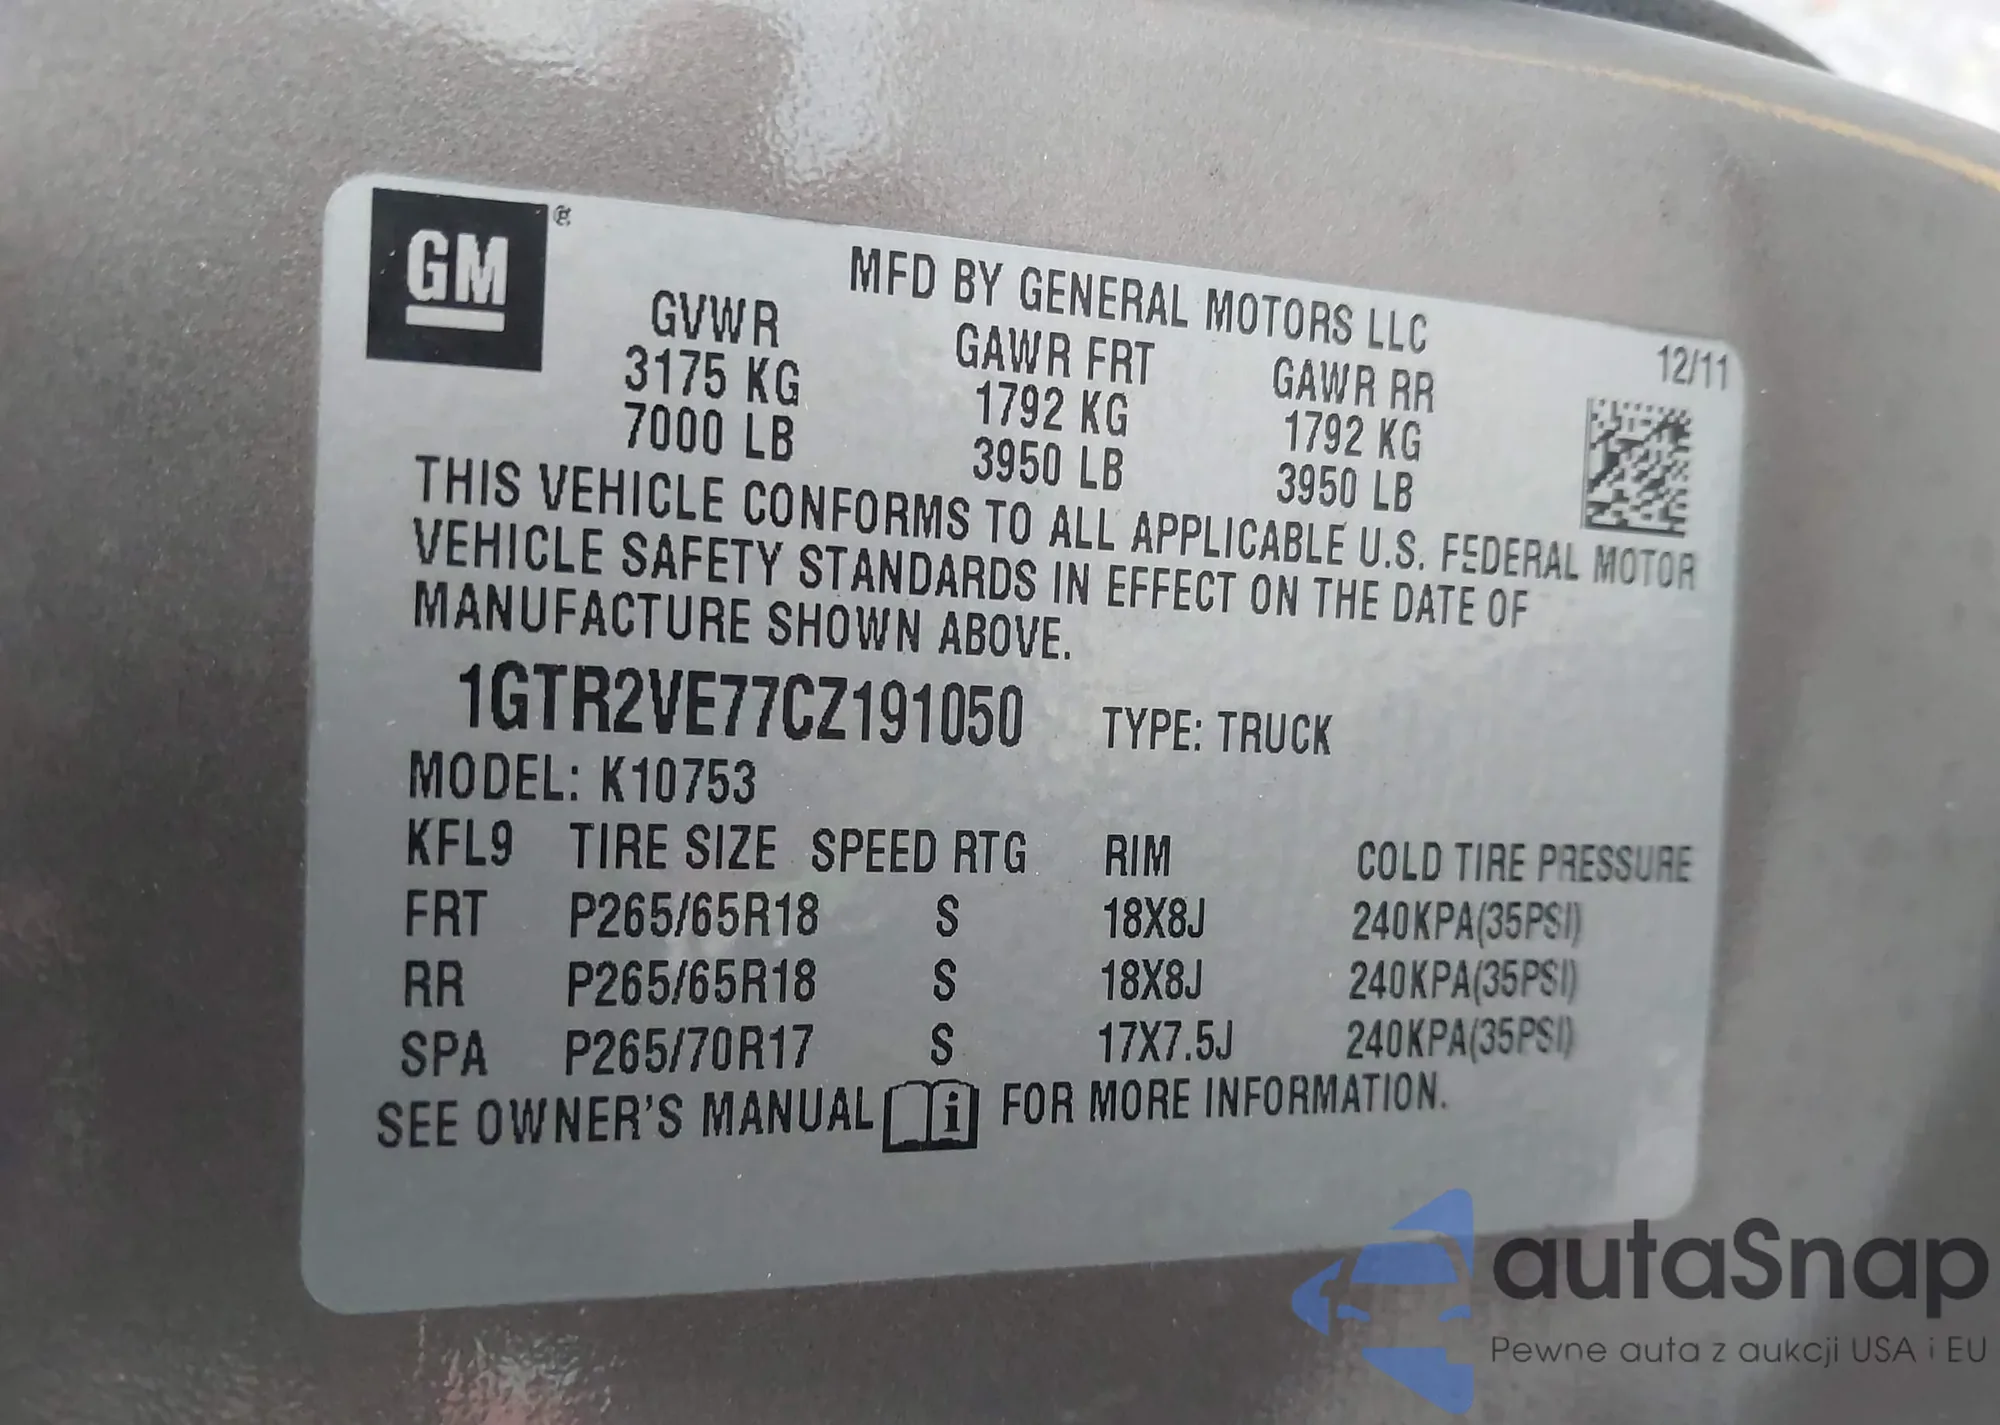 GM ®
MFD BY GENERAL MOTORS LLC
12/11
GVWR GAWR FRT GAWR RR
3175 KG 1792 KG 1792 KG
7000 LB 3950 LB 3950 LB
THIS VEHICLE CONFORMS TO ALL APPLICABLE U.S. FEDERAL MOTOR
VEHICLE SAFETY STANDARDS IN EFFECT ON THE DATE OF
MANUFACTURE SHOWN ABOVE.
1GTR2VE77CZ191050 TYPE: TRUCK
MODEL: K10753
KFL9 TIRE SIZE SPEED RTG RIM COLD TIRE PRESSURE
FRT P265/65R18 S 18X8J 240KPA(35PSI)
RR P265/65R18 S 18X8J 240KPA(35PSI)
SPA P265/70R17 S 17X7.5J 240KPA(35PSI)
SEE OWNER'S MANUAL i FOR MORE INFORMATION.
autaSnap
Pewne auta z aukcji USA i EU